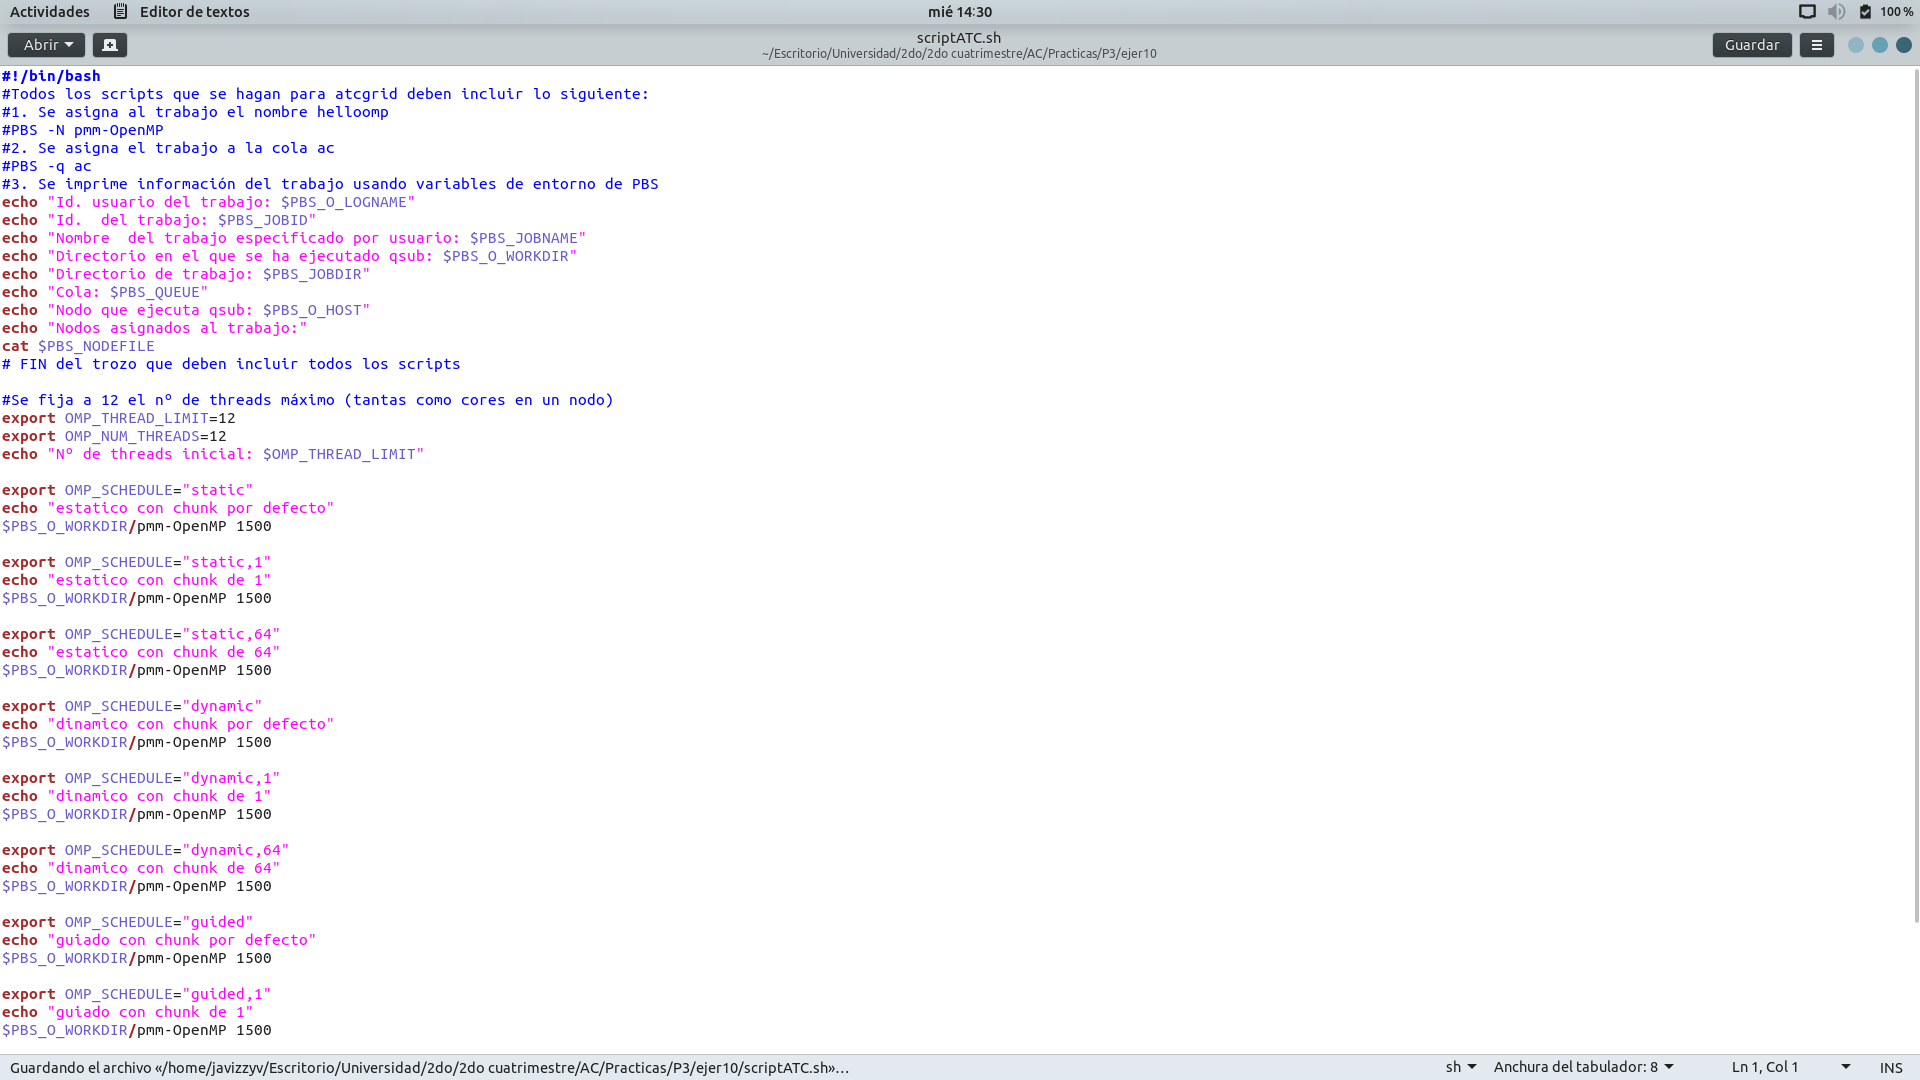 Actividades Editor de textos mié 14:30 100 %
Abrir scriptATC.sh Guardar
~/Escritorio/Universidad/2do/2do cuatrimestre/AC/Practicas/P3/ejer10
#!/bin/bash
#Todos los scripts que se hagan para atcgrid deben incluir lo siguiente:
#1. Se asigna al trabajo el nombre helloomp
#PBS -N pmm-OpenMP
#2. Se asigna el trabajo a la cola ac
#PBS -q ac
#3. Se imprime información del trabajo usando variables de entorno de PBS
echo "Id. usuario del trabajo: $PBS_O_LOGNAME"
echo "Id.  del trabajo: $PBS_JOBID"
echo "Nombre  del trabajo especificado por usuario: $PBS_JOBNAME"
echo "Directorio en el que se ha ejecutado qsub: $PBS_O_WORKDIR"
echo "Directorio de trabajo: $PBS_JOBDIR"
echo "Cola: $PBS_QUEUE"
echo "Nodo que ejecuta qsub: $PBS_O_HOST"
echo "Nodos asignados al trabajo:"
cat $PBS_NODEFILE
# FIN del trozo que deben incluir todos los scripts
#Se fija a 12 el nº de threads máximo (tantas como cores en un nodo)
export OMP_THREAD_LIMIT=12
export OMP_NUM_THREADS=12
echo "Nº de threads inicial: $OMP_THREAD_LIMIT"
export OMP_SCHEDULE="static"
echo "estatico con chunk por defecto"
$PBS_O_WORKDIR/pmm-OpenMP 1500
export OMP_SCHEDULE="static,1"
echo "estatico con chunk de 1"
$PBS_O_WORKDIR/pmm-OpenMP 1500
export OMP_SCHEDULE="static,64"
echo "estatico con chunk de 64"
$PBS_O_WORKDIR/pmm-OpenMP 1500
export OMP_SCHEDULE="dynamic"
echo "dinamico con chunk por defecto"
$PBS_O_WORKDIR/pmm-OpenMP 1500
export OMP_SCHEDULE="dynamic,1"
echo "dinamico con chunk de 1"
$PBS_O_WORKDIR/pmm-OpenMP 1500
export OMP_SCHEDULE="dynamic,64"
echo "dinamico con chunk de 64"
$PBS_O_WORKDIR/pmm-OpenMP 1500
export OMP_SCHEDULE="guided"
echo "guiado con chunk por defecto"
$PBS_O_WORKDIR/pmm-OpenMP 1500
export OMP_SCHEDULE="guided,1"
echo "guiado con chunk de 1"
$PBS_O_WORKDIR/pmm-OpenMP 1500
Guardando el archivo «/home/javizzyv/Escritorio/Universidad/2do/2do cuatrimestre/AC/Practicas/P3/ejer10/scriptATC.sh»… sh Anchura del tabulador: 8 Ln 1, Col 1 INS